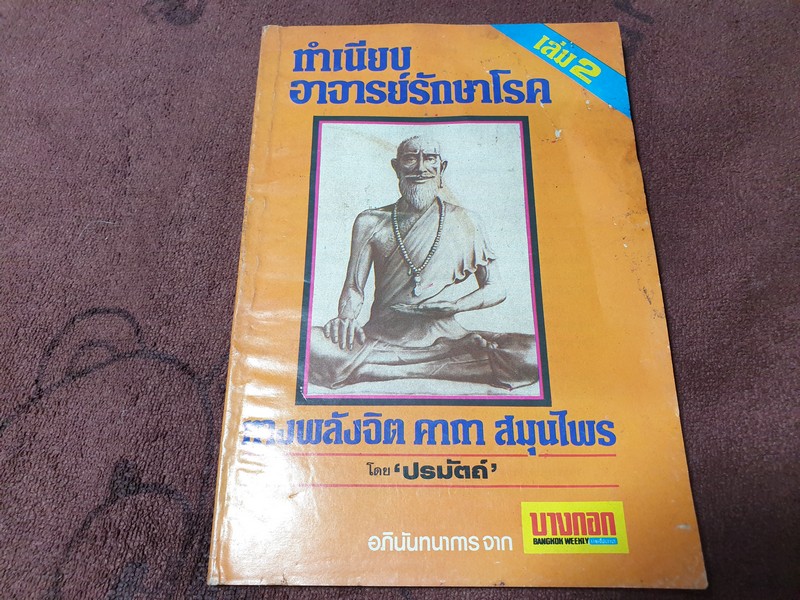 เล่ม 2
ทำเนียบ
อาจารย์รักษาโรค
ทางพลังจิต คาถา สมุนไพร
โดย ‘ปรมัตถ์’
อภินันทนาการ จาก
บางกอก
BANGKOK WEEKLY